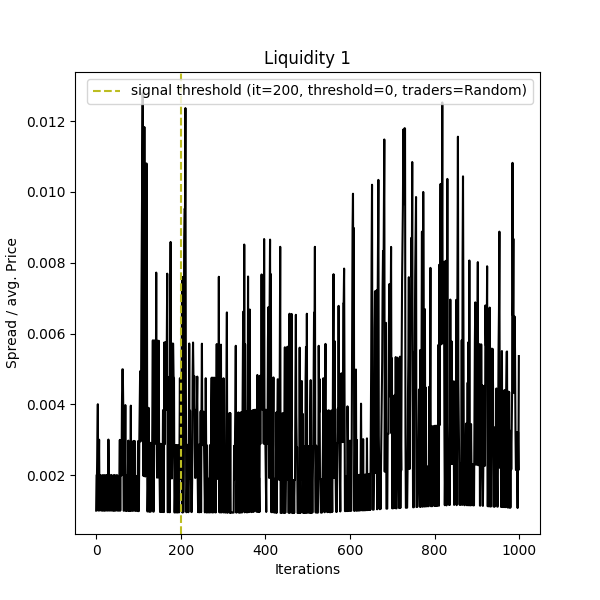 Liquidity 1
signal threshold (it=200, threshold=0, traders=Random)
0.012
0.010
0.008
0.006
0.004
0.002
Spread / avg. Price
0 200 400 600 800 1000
Iterations